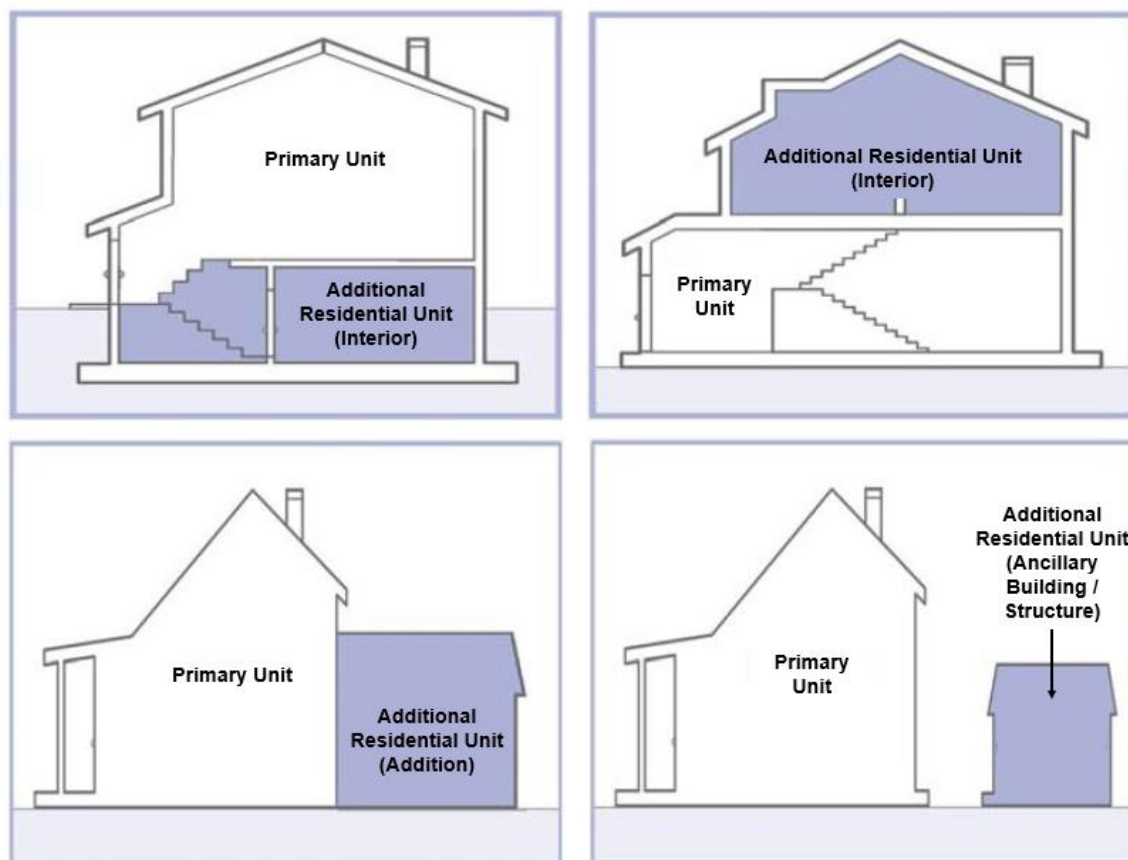 Primary Unit
Additional
Residential Unit
(Interior)
Additional Residential Unit
(Interior)
Primary
Unit
Primary Unit
Additional
Residential Unit
(Addition)
Additional
Residential Unit
(Ancillary
Building /
Structure)
Primary
Unit